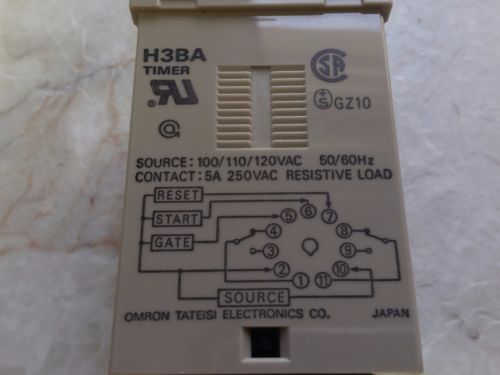 H3BA
TIMER
SOURCE: 100/110/120VAC 50/60Hz
CONTACT: 5A 250VAC RESISTIVE LOAD
GZ10
RESET
START
GATE
6
5
7
4
8
3
9
2
10
1
11
SOURCE
OMRON TATEISI ELECTRONICS CO. JAPAN